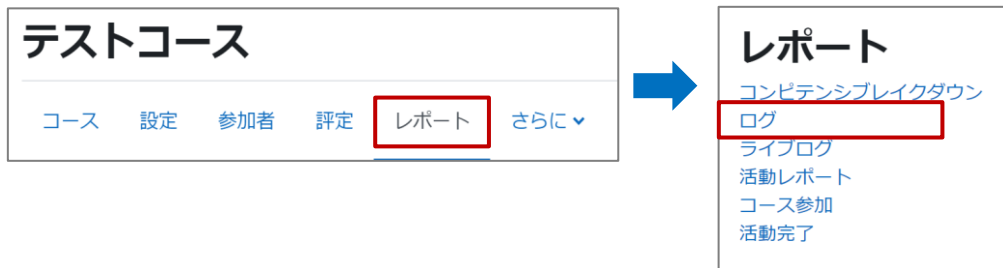 テストコース
コース 設定 参加者 評定 レポート さらに
レポート
コンピテンシブレイクダウン
ログ
ライブログ
活動レポート
コース参加
活動完了